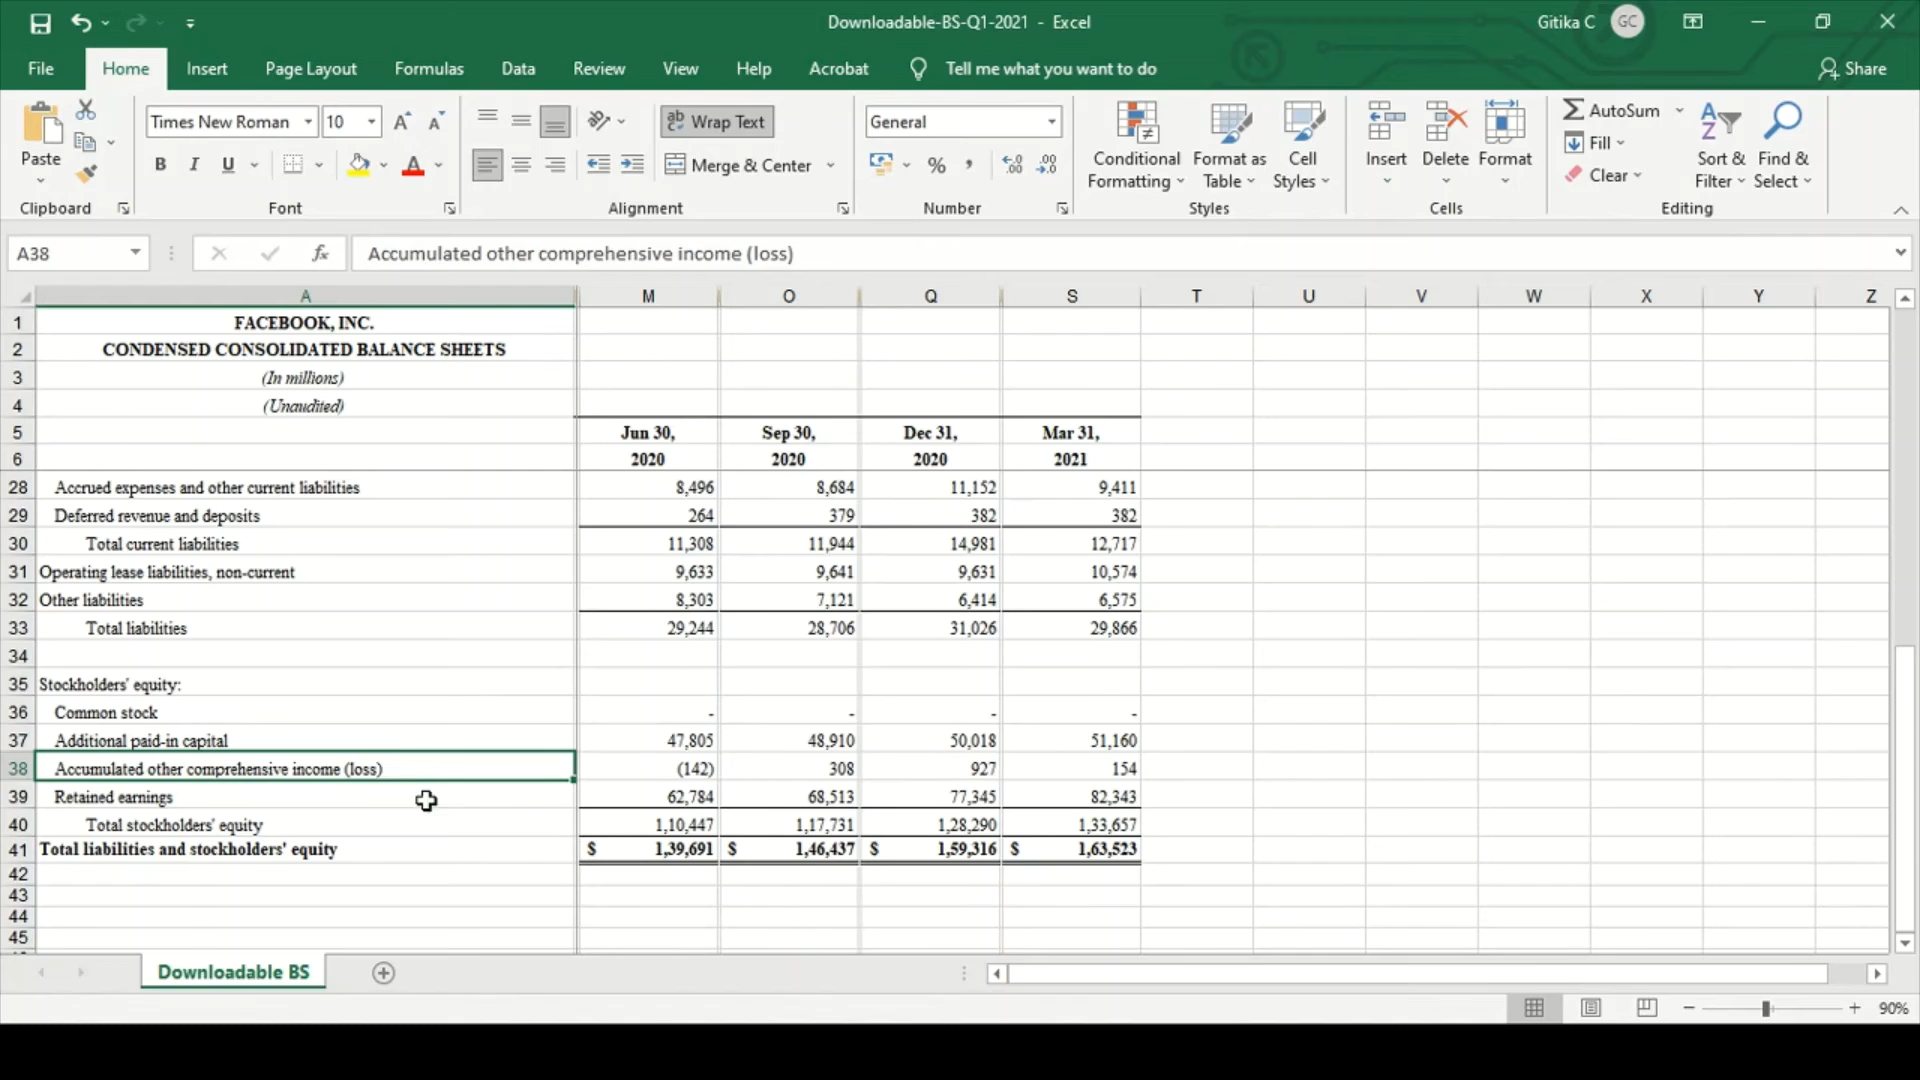 Downloadable-BS-Q1-2021 - Excel
Gitika C GC
File Home Insert Page Layout Formulas Data Review View Help Acrobat Tell me what you want to do Share
Paste
Clipboard
Times New Roman 10 A A
B I U A
Font
ab Wrap Text
Merge & Center
Alignment
General
% , .00
Number
Conditional Formatting
Format as Table
Cell Styles
Styles
Insert Delete Format
Cells
AutoSum
Fill
Clear
Sort & Filter
Find & Select
Editing
A38 fx Accumulated other comprehensive income (loss)
A M O Q S T U V W X Y Z
1 FACEBOOK, INC.
2 CONDENSED CONSOLIDATED BALANCE SHEETS
3 (In millions)
4 (Unaudited)
5 Jun 30, Sep 30, Dec 31, Mar 31,
6 2020 2020 2020 2021
28 Accrued expenses and other current liabilities 8,496 8,684 11,152 9,411
29 Deferred revenue and deposits 264 379 382 382
30 Total current liabilities 11,308 11,944 14,981 12,717
31 Operating lease liabilities, non-current 9,633 9,641 9,631 10,574
32 Other liabilities 8,303 7,121 6,414 6,575
33 Total liabilities 29,244 28,706 31,026 29,866
34
35 Stockholders' equity:
36 Common stock - - - -
37 Additional paid-in capital 47,805 48,910 50,018 51,160
38 Accumulated other comprehensive income (loss) (142) 308 927 154
39 Retained earnings 62,784 68,513 77,345 82,343
40 Total stockholders' equity 1,10,447 1,17,731 1,28,290 1,33,657
41 Total liabilities and stockholders' equity $ 1,39,691 $ 1,46,437 $ 1,59,316 $ 1,63,523
42
43
44
45
Downloadable BS
90%